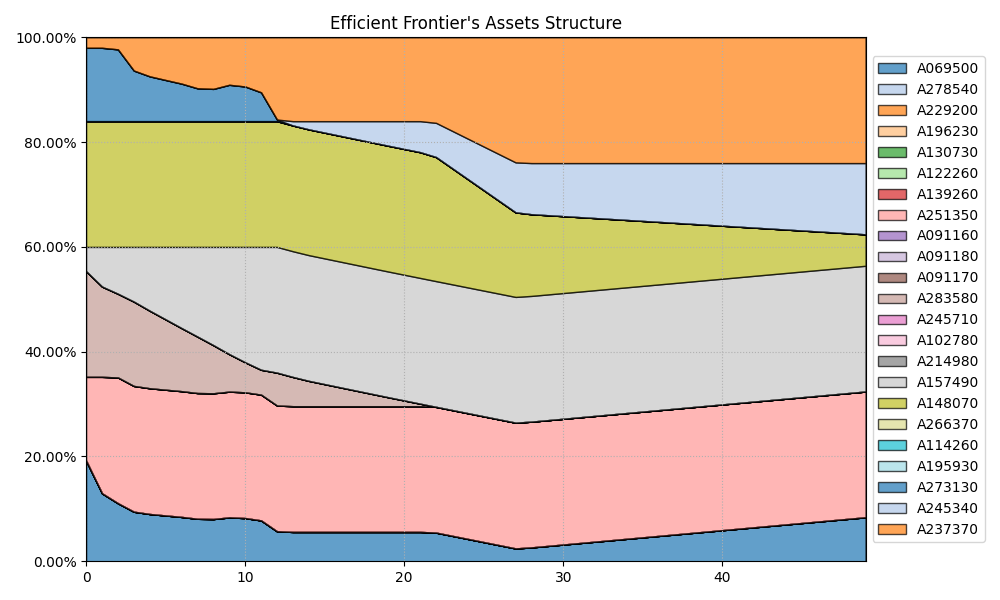 Efficient Frontier's Assets Structure
100.00%
80.00%
60.00%
40.00%
20.00%
0.00%
0
10
20
30
40
A069500
A278540
A229200
A196230
A130730
A122260
A139260
A251350
A091160
A091180
A091170
A283580
A245710
A102780
A214980
A157490
A148070
A266370
A114260
A195930
A273130
A245340
A237370